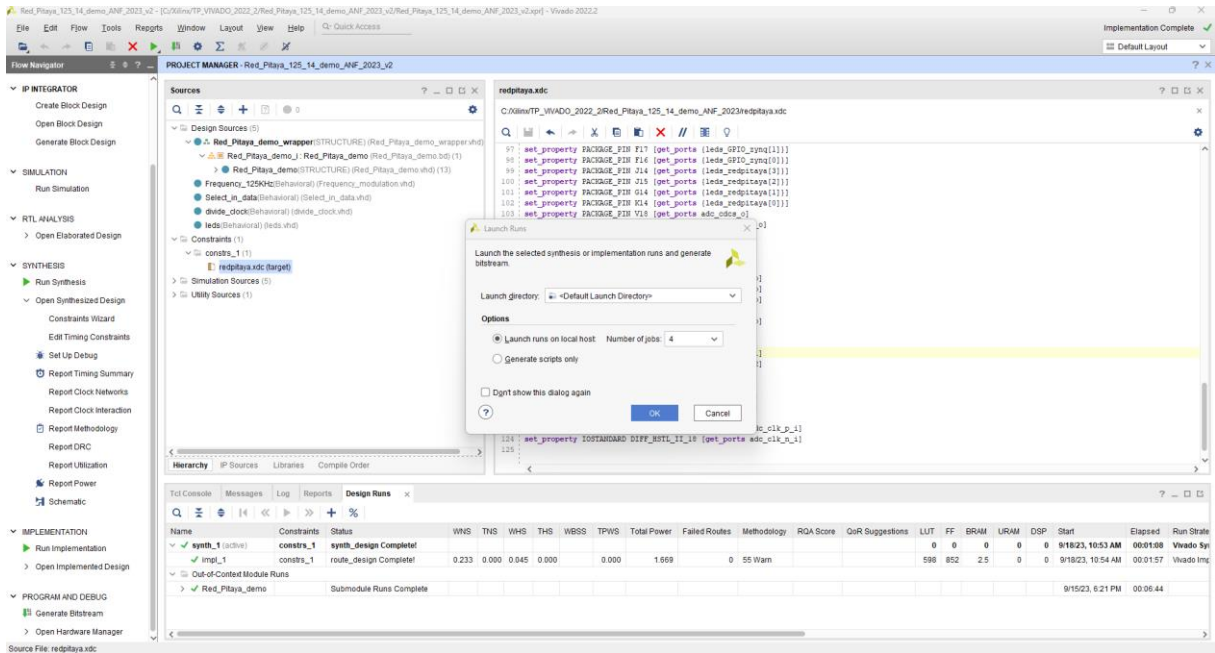 Red_Pitaya_125_14_demo_ANF_2023_v2 - [C:/Xilinx/TP_VIVADO_2022_2/Red_Pitaya_125_14_demo_ANF_2023_v2/Red_Pitaya_125_14_demo_ANF_2023_v2.xpr] - Vivado 2022.2
File Edit Flow Tools Reports Window Layout View Help Quick Access
Implementation Complete
Default Layout
Flow Navigator
PROJECT MANAGER - Red_Pitaya_125_14_demo_ANF_2023_v2
IP INTEGRATOR
Create Block Design
Open Block Design
Generate Block Design
SIMULATION
Run Simulation
RTL ANALYSIS
Open Elaborated Design
SYNTHESIS
Run Synthesis
Open Synthesized Design
Constraints Wizard
Edit Timing Constraints
Set Up Debug
Report Timing Summary
Report Clock Networks
Report Clock Interaction
Report Methodology
Report DRC
Report Utilization
Report Power
Schematic
IMPLEMENTATION
Run Implementation
Open Implemented Design
PROGRAM AND DEBUG
Generate Bitstream
Open Hardware Manager
Source File: redpitaya.xdc
Sources
0
Design Sources (5)
Red_Pitaya_demo_wrapper(STRUCTURE) (Red_Pitaya_demo_wrapper.vhd)
Red_Pitaya_demo_i : Red_Pitaya_demo (Red_Pitaya_demo.bd) (1)
Red_Pitaya_demo(STRUCTURE) (Red_Pitaya_demo.vhd) (13)
Frequency_125KHz(Behavioral) (Frequency_modulation.vhd)
Select_in_data(Behavioral) (Select_in_data.vhd)
divide_clock(Behavioral) (divide_clock.vhd)
leds(Behavioral) (leds.vhd)
Constraints (1)
constrs_1 (1)
redpitaya.xdc (target)
Simulation Sources (5)
Utility Sources (1)
Hierarchy IP Sources Libraries Compile Order
redpitaya.xdc
C:/Xilinx/TP_VIVADO_2022_2/Red_Pitaya_125_14_demo_ANF_2023/redpitaya.xdc
97 set_property PACKAGE_PIN F17 [get_ports {leds_GPIO_zynq[1]}]
98 set_property PACKAGE_PIN F16 [get_ports {leds_GPIO_zynq[0]}]
99 set_property PACKAGE_PIN J14 [get_ports {leds_redpitaya[3]}]
100 set_property PACKAGE_PIN J15 [get_ports {leds_redpitaya[2]}]
101 set_property PACKAGE_PIN G14 [get_ports {leds_redpitaya[1]}]
102 set_property PACKAGE_PIN K14 [get_ports {leds_redpitaya[0]}]
103 set_property PACKAGE_PIN V18 [get_ports adc_cdcs_o]
124 set_property IOSTANDARD DIFF_HSTL_II_18 [get_ports adc_clk_n_i]
125
Launch Runs
Launch the selected synthesis or implementation runs and generate
bitstream.
Launch directory: <Default Launch Directory>
Options
Launch runs on local host: Number of jobs: 4
Generate scripts only
Don't show this dialog again
OK Cancel
Tcl Console Messages Log Reports Design Runs
Name Constraints Status WNS TNS WHS THS WBSS TPWS Total Power Failed Routes Methodology RQA Score QoR Suggestions LUT FF BRAM URAM DSP Start Elapsed Run Strate
synth_1 (active) constrs_1 synth_design Complete! 0 0 0 0 0 9/18/23, 10:53 AM 00:01:08 Vivado Syn
impl_1 constrs_1 route_design Complete! 0.233 0.000 0.045 0.000 0.000 1.669 0 55 Warn 598 852 2.5 0 0 9/18/23, 10:54 AM 00:01:57 Vivado Imp
Out-of-Context Module Runs
Red_Pitaya_demo Submodule Runs Complete 9/15/23, 6:21 PM 00:06:44